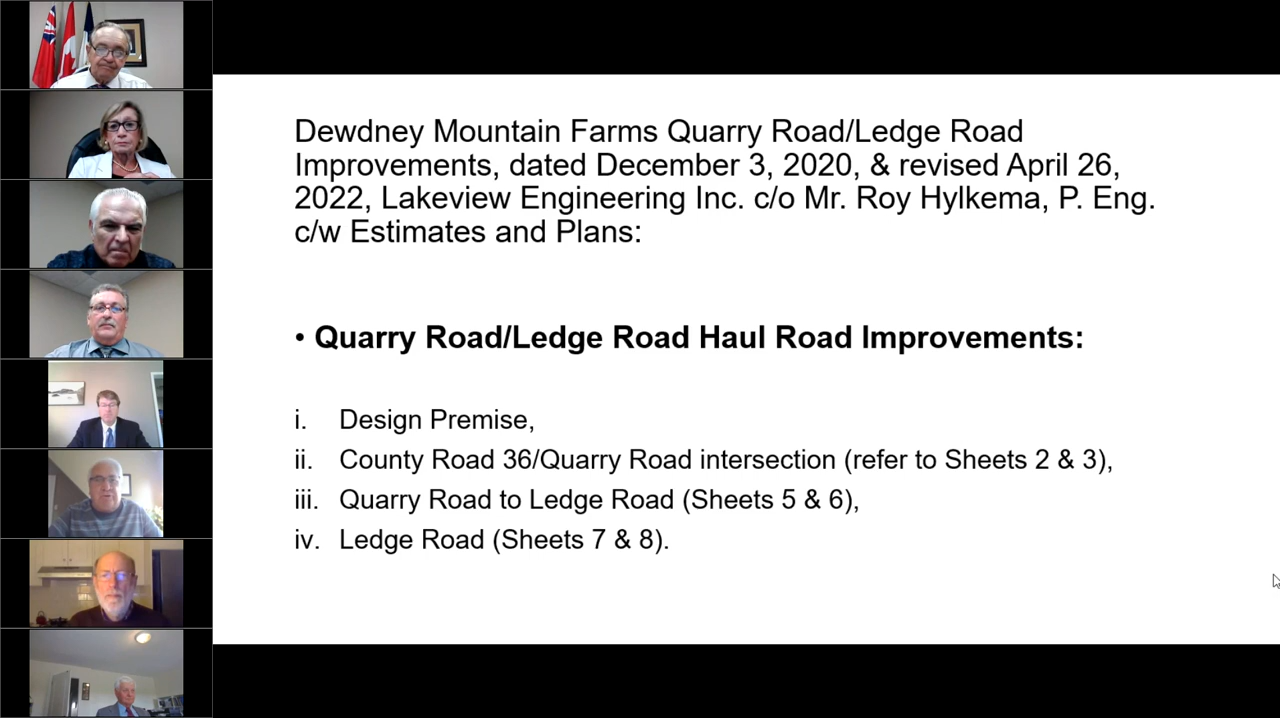 Dewdney Mountain Farms Quarry Road/Ledge Road
Improvements, dated December 3, 2020, & revised April 26,
2022, Lakeview Engineering Inc. c/o Mr. Roy Hylkema, P. Eng.
c/w Estimates and Plans:
• Quarry Road/Ledge Road Haul Road Improvements:
i. Design Premise,
ii. County Road 36/Quarry Road intersection (refer to Sheets 2 & 3),
iii. Quarry Road to Ledge Road (Sheets 5 & 6),
iv. Ledge Road (Sheets 7 & 8).